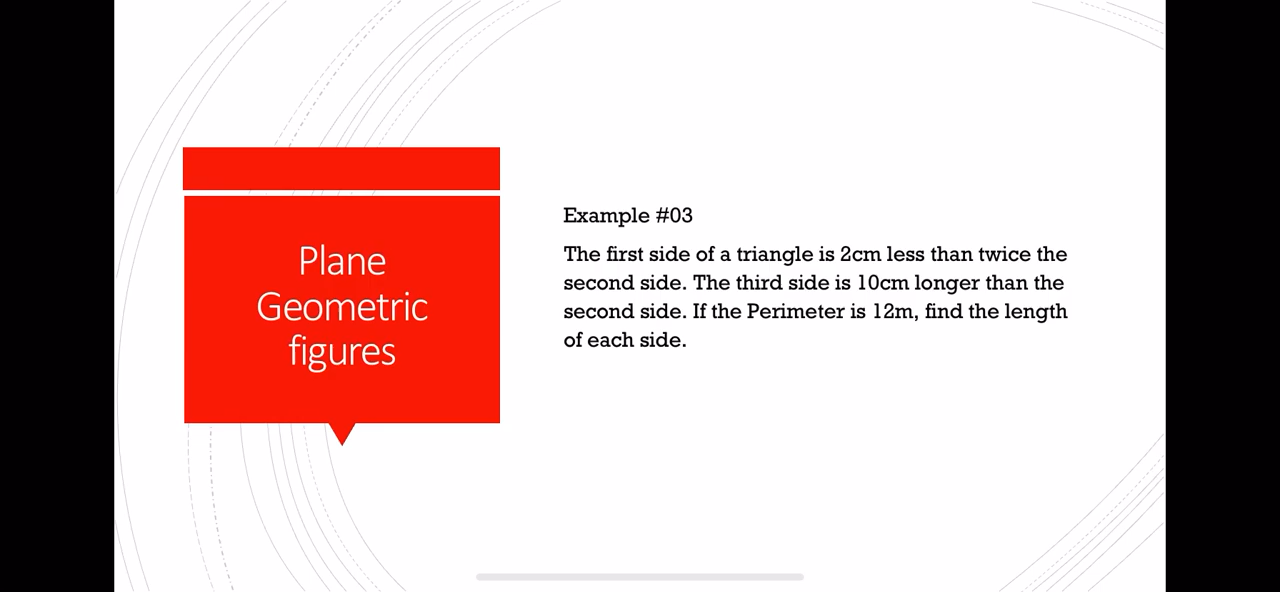 Plane
Geometric
figures
Example #03
The first side of a triangle is 2cm less than twice the
second side. The third side is 10cm longer than the
second side. If the Perimeter is 12m, find the length
of each side.